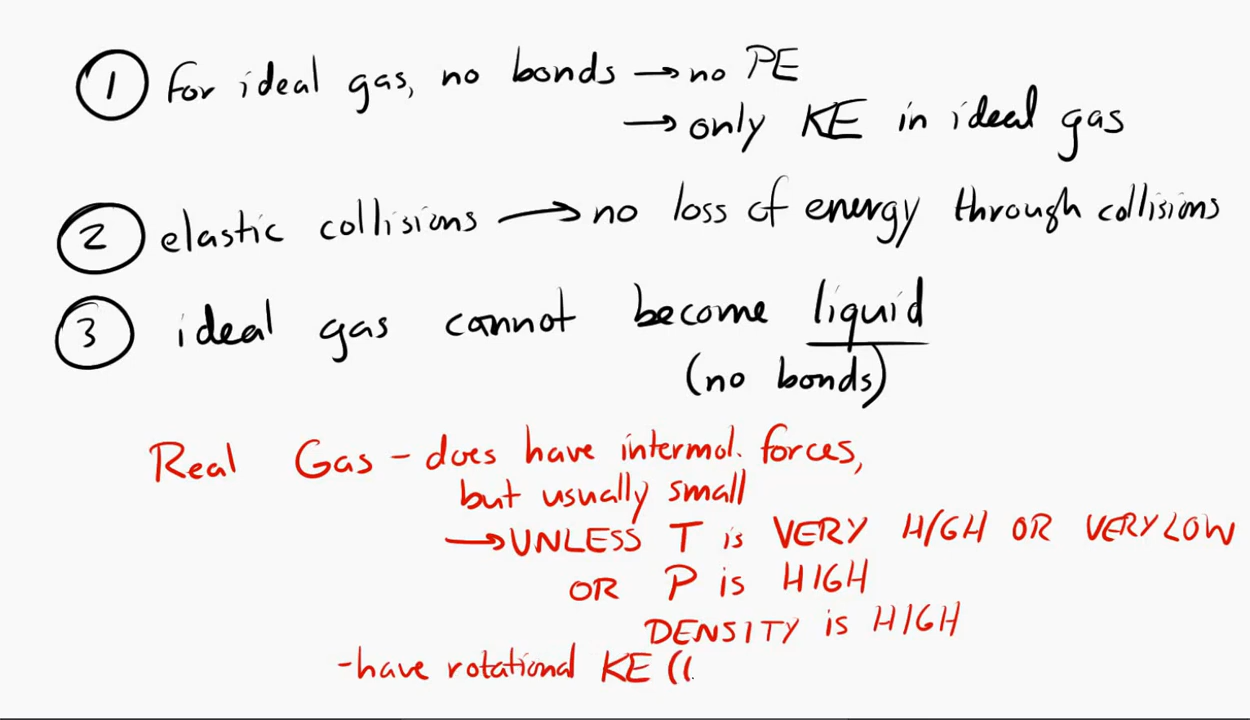 1 for ideal gas, no bonds → no PE
→ only KE in ideal gas
2 elastic collisions → no loss of energy through collisions
3 ideal gas cannot become liquid
(no bonds)
Real Gas - does have intermol. forces,
but usually small
→ UNLESS T is VERY HIGH OR VERY LOW
OR P is HIGH
DENSITY is HIGH
- have rotational KE ((